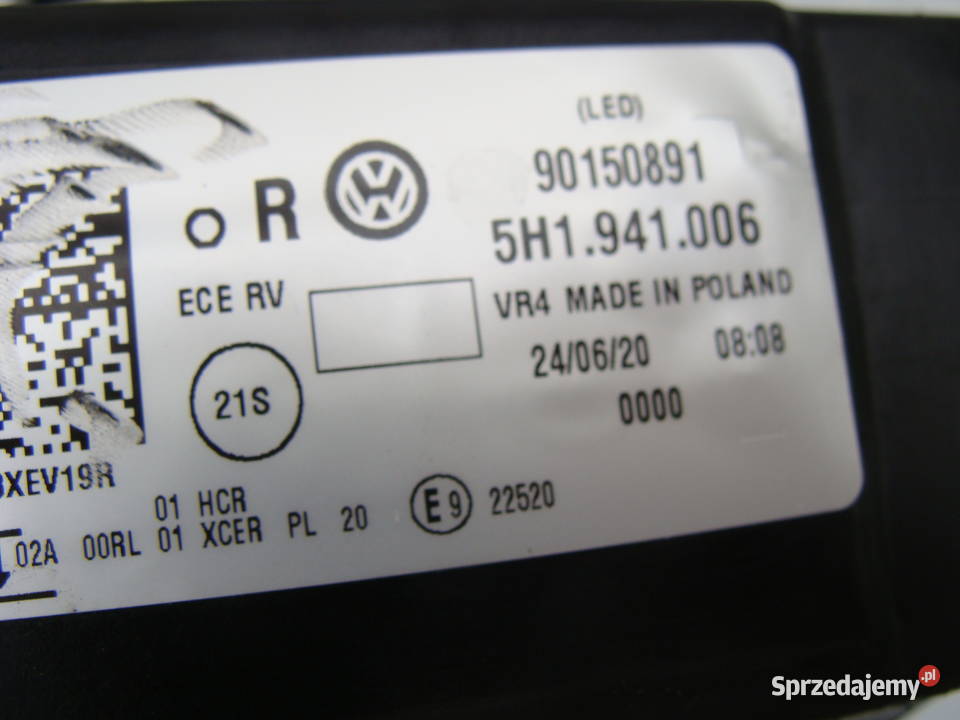 (LED)
90150891
R
5H1.941.006
ECE RV
VR4 MADE IN POLAND
24/06/20 08:08
21S
0000
XEV19R
01 HCR
02A 00RL 01 XCER PL 20 E9 22520
Sprzedajemy.pl